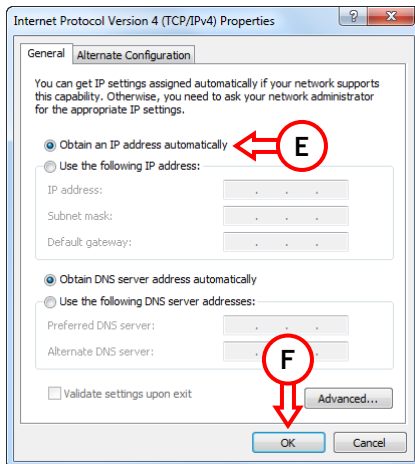 Internet Protocol Version 4 (TCP/IPv4) Properties
General
Alternate Configuration
You can get IP settings assigned automatically if your network supports
this capability. Otherwise, you need to ask your network administrator
for the appropriate IP settings.
Obtain an IP address automatically
E
Use the following IP address:
IP address:
Subnet mask:
Default gateway:
Obtain DNS server address automatically
Use the following DNS server addresses:
Preferred DNS server:
Alternate DNS server:
F
Validate settings upon exit
Advanced...
OK
Cancel